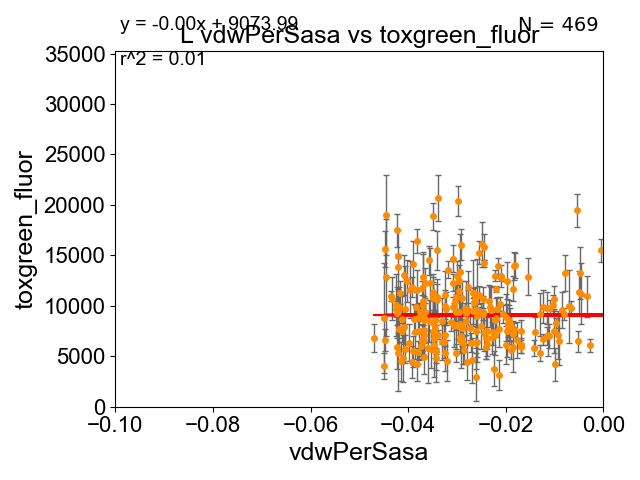 y = -0.00x + 9073.99
N = 469
L vdwPerSasa vs toxgreen_fluor
r^2 = 0.01
35000
30000
25000
20000
15000
10000
5000
0
toxgreen_fluor
−0.10 −0.08 −0.06 −0.04 −0.02 0.00
vdwPerSasa